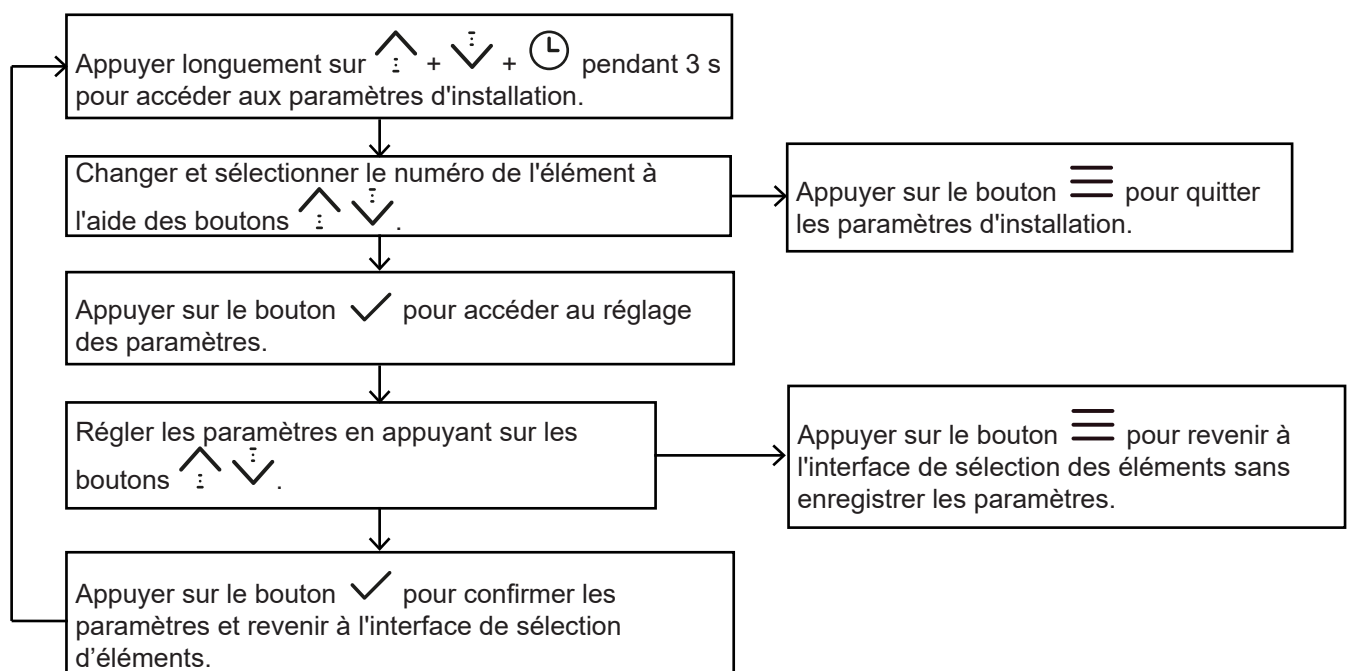 Appuyer longuement sur + + pendant 3 s
pour accéder aux paramètres d'installation.
Changer et sélectionner le numéro de l'élément à
l'aide des boutons .
Appuyer sur le bouton pour quitter
les paramètres d'installation.
Appuyer sur le bouton pour accéder au réglage
des paramètres.
Régler les paramètres en appuyant sur les
boutons .
Appuyer sur le bouton pour revenir à
l'interface de sélection des éléments sans
enregistrer les paramètres.
Appuyer sur le bouton pour confirmer les
paramètres et revenir à l'interface de sélection
d’éléments.